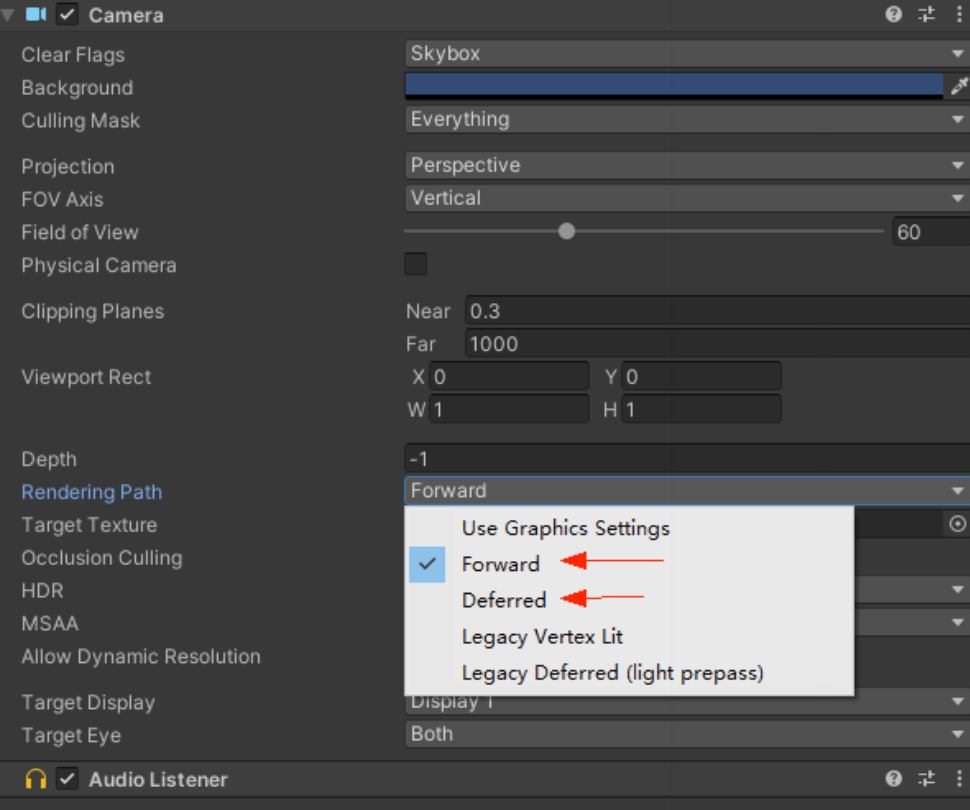 Camera
Clear Flags Skybox
Background
Culling Mask Everything
Projection Perspective
FOV Axis Vertical
Field of View 60
Physical Camera
Clipping Planes Near 0.3
Far 1000
Viewport Rect X 0 Y 0
W 1 H 1
Depth -1
Rendering Path Forward
Use Graphics Settings
Target Texture
Forward
Occlusion Culling
Deferred
HDR
Legacy Vertex Lit
MSAA
Legacy Deferred (light prepass)
Allow Dynamic Resolution
Target Display Display 1
Target Eye Both
Audio Listener